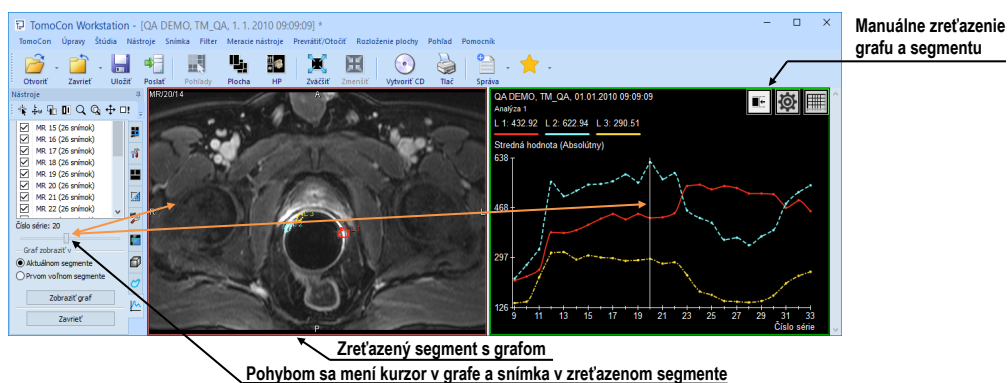 TomoCon Workstation - [QA DEMO, TM_QA, 1. 1. 2010 09:09:09] *
TomoCon Úpravy Štúdia Nástroje Snímka Filter Meracie nástroje Prevrátiť/Otočiť Rozloženie plochy Pohľad Pomocník
Otvoriť Zavrieť Uložiť Poslať Pohľady Plocha HP Zväčšiť Zmenšiť Vytvoriť CD Tlač Správa
Manuálne zreťazenie
grafu a segmentu
Nástroje
MR 15 (26 snímok)
MR 16 (26 snímok)
MR 17 (26 snímok)
MR 18 (26 snímok)
MR 19 (26 snímok)
MR 20 (26 snímok)
MR 21 (26 snímok)
MR 22 (26 snímok)
Číslo série: 20
Graf zobraziť v
Aktuálnom segmente
Prvom voľnom segmente
Zobraziť graf
Zavrieť
MR/20/14
A
R
L
P
QA DEMO, TM_QA, 01.01.2010 09:09:09
Analýza 1
L 1: 432.92 L 2: 622.94 L 3: 290.51
Stredná hodnota (Absolútny)
638
468
297
126
9 11 13 15 17 19 21 23 25 27 29 31 33
Číslo série
Zreťazený segment s grafom
Pohybom sa mení kurzor v grafe a snímka v zreťazenom segmente